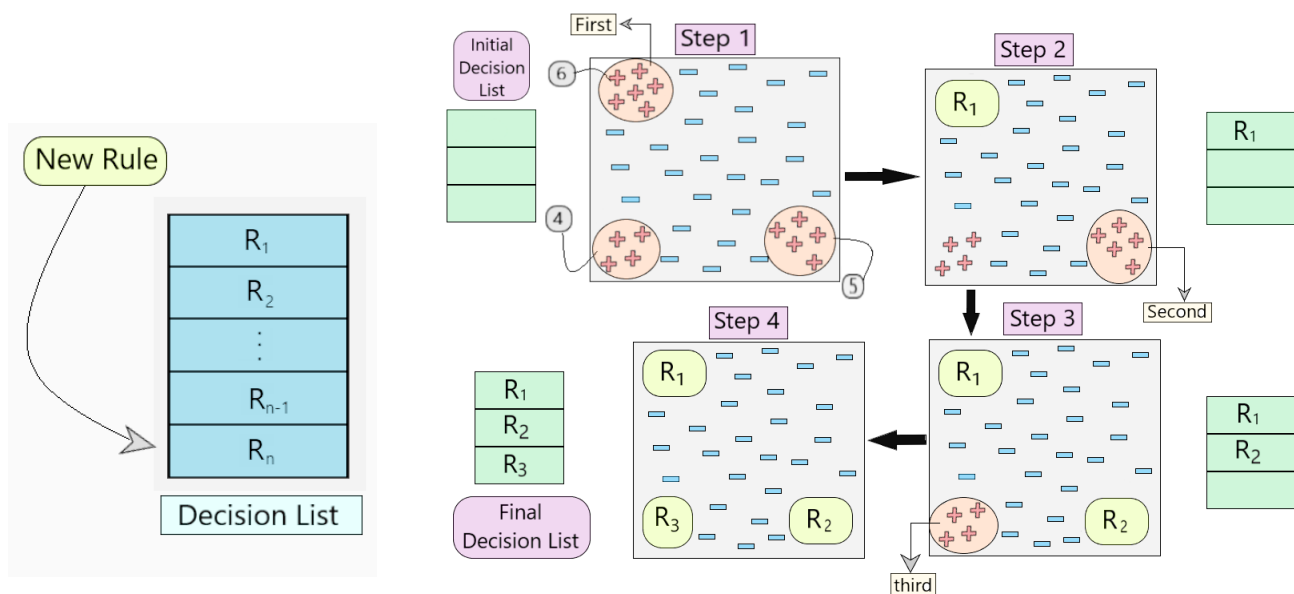 New Rule
R1
R2
⋮
Rn-1
Rn
Decision List
Initial
Decision
List
First
Step 1
6
4
5
Step 2
R1
Second
R1
Step 3
R1
R2
third
R1
R2
Step 4
R1
R3
R2
R1
R2
R3
Final
Decision List